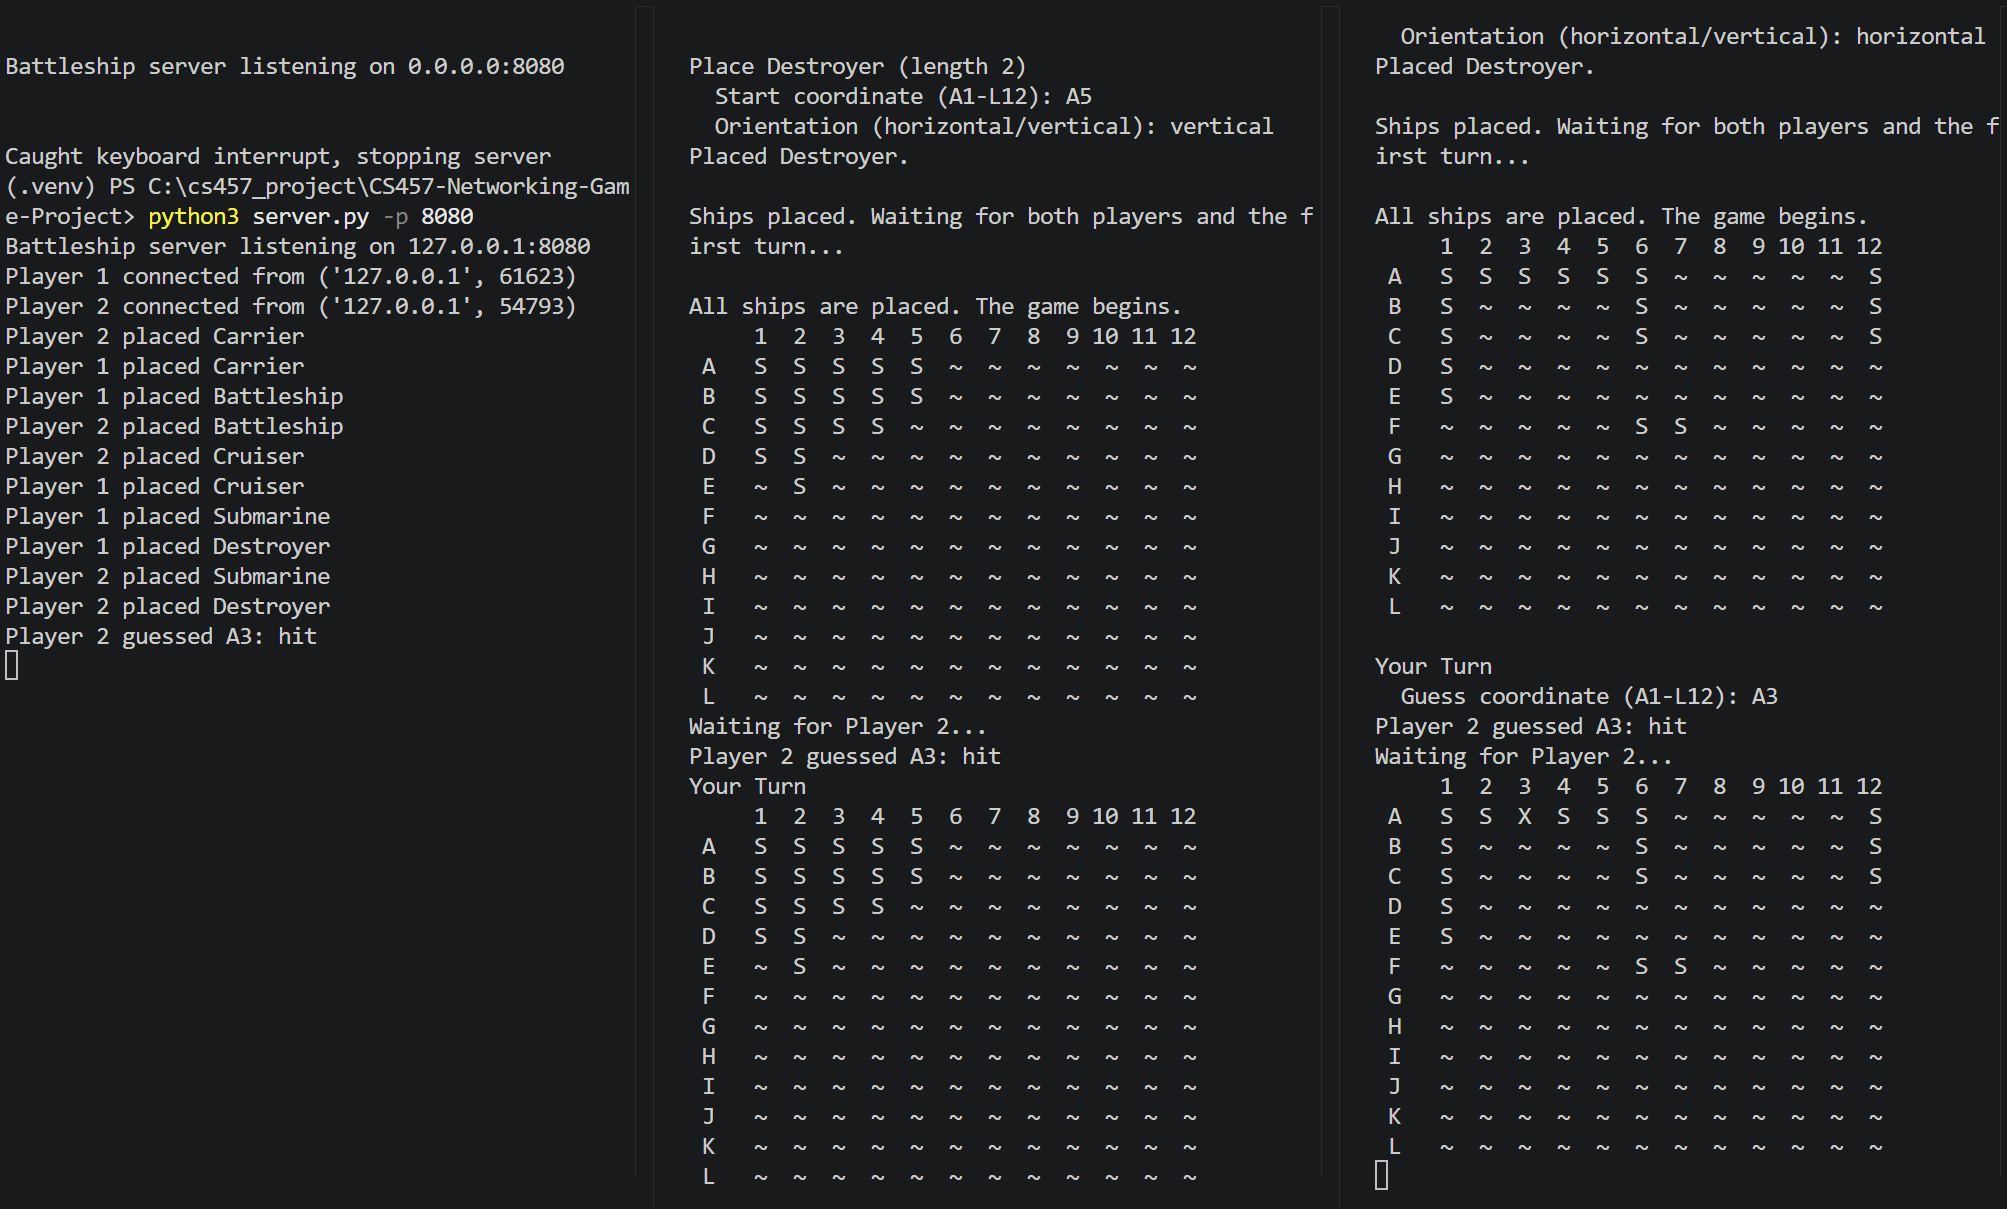 Battleship server listening on 0.0.0.0:8080
Caught keyboard interrupt, stopping server
(.venv) PS C:\cs457_project\CS457-Networking-Gam
e-Project> python3 server.py -p 8080
Battleship server listening on 127.0.0.1:8080
Player 1 connected from ('127.0.0.1', 61623)
Player 2 connected from ('127.0.0.1', 54793)
Player 2 placed Carrier
Player 1 placed Carrier
Player 1 placed Battleship
Player 2 placed Battleship
Player 2 placed Cruiser
Player 1 placed Cruiser
Player 1 placed Submarine
Player 1 placed Destroyer
Player 2 placed Submarine
Player 2 placed Destroyer
Player 2 guessed A3: hit
Place Destroyer (length 2)
  Start coordinate (A1-L12): A5
  Orientation (horizontal/vertical): vertical
Placed Destroyer.
Ships placed. Waiting for both players and the f
irst turn...
All ships are placed. The game begins.
1 2 3 4 5 6 7 8 9 10 11 12
A S S S S S ~ ~ ~ ~ ~ ~ ~
B S S S S S ~ ~ ~ ~ ~ ~ ~
C S S S S ~ ~ ~ ~ ~ ~ ~ ~
D S S ~ ~ ~ ~ ~ ~ ~ ~ ~ ~
E ~ S ~ ~ ~ ~ ~ ~ ~ ~ ~ ~
F ~ ~ ~ ~ ~ ~ ~ ~ ~ ~ ~ ~
G ~ ~ ~ ~ ~ ~ ~ ~ ~ ~ ~ ~
H ~ ~ ~ ~ ~ ~ ~ ~ ~ ~ ~ ~
I ~ ~ ~ ~ ~ ~ ~ ~ ~ ~ ~ ~
J ~ ~ ~ ~ ~ ~ ~ ~ ~ ~ ~ ~
K ~ ~ ~ ~ ~ ~ ~ ~ ~ ~ ~ ~
L ~ ~ ~ ~ ~ ~ ~ ~ ~ ~ ~ ~
Waiting for Player 2...
Player 2 guessed A3: hit
Your Turn
1 2 3 4 5 6 7 8 9 10 11 12
A S S S S S ~ ~ ~ ~ ~ ~ ~
B S S S S S ~ ~ ~ ~ ~ ~ ~
C S S S S ~ ~ ~ ~ ~ ~ ~ ~
D S S ~ ~ ~ ~ ~ ~ ~ ~ ~ ~
E ~ S ~ ~ ~ ~ ~ ~ ~ ~ ~ ~
F ~ ~ ~ ~ ~ ~ ~ ~ ~ ~ ~ ~
G ~ ~ ~ ~ ~ ~ ~ ~ ~ ~ ~ ~
H ~ ~ ~ ~ ~ ~ ~ ~ ~ ~ ~ ~
I ~ ~ ~ ~ ~ ~ ~ ~ ~ ~ ~ ~
J ~ ~ ~ ~ ~ ~ ~ ~ ~ ~ ~ ~
K ~ ~ ~ ~ ~ ~ ~ ~ ~ ~ ~ ~
L ~ ~ ~ ~ ~ ~ ~ ~ ~ ~ ~ ~
  Orientation (horizontal/vertical): horizontal
Placed Destroyer.
Ships placed. Waiting for both players and the f
irst turn...
All ships are placed. The game begins.
1 2 3 4 5 6 7 8 9 10 11 12
A S S S S S S ~ ~ ~ ~ ~ S
B S ~ ~ ~ ~ S ~ ~ ~ ~ ~ S
C S ~ ~ ~ ~ S ~ ~ ~ ~ ~ S
D S ~ ~ ~ ~ ~ ~ ~ ~ ~ ~ ~
E S ~ ~ ~ ~ ~ ~ ~ ~ ~ ~ ~
F ~ ~ ~ ~ ~ S S ~ ~ ~ ~ ~
G ~ ~ ~ ~ ~ ~ ~ ~ ~ ~ ~ ~
H ~ ~ ~ ~ ~ ~ ~ ~ ~ ~ ~ ~
I ~ ~ ~ ~ ~ ~ ~ ~ ~ ~ ~ ~
J ~ ~ ~ ~ ~ ~ ~ ~ ~ ~ ~ ~
K ~ ~ ~ ~ ~ ~ ~ ~ ~ ~ ~ ~
L ~ ~ ~ ~ ~ ~ ~ ~ ~ ~ ~ ~
Your Turn
  Guess coordinate (A1-L12): A3
Player 2 guessed A3: hit
Waiting for Player 2...
1 2 3 4 5 6 7 8 9 10 11 12
A S S X S S S ~ ~ ~ ~ ~ S
B S ~ ~ ~ ~ S ~ ~ ~ ~ ~ S
C S ~ ~ ~ ~ S ~ ~ ~ ~ ~ S
D S ~ ~ ~ ~ ~ ~ ~ ~ ~ ~ ~
E S ~ ~ ~ ~ ~ ~ ~ ~ ~ ~ ~
F ~ ~ ~ ~ ~ S S ~ ~ ~ ~ ~
G ~ ~ ~ ~ ~ ~ ~ ~ ~ ~ ~ ~
H ~ ~ ~ ~ ~ ~ ~ ~ ~ ~ ~ ~
I ~ ~ ~ ~ ~ ~ ~ ~ ~ ~ ~ ~
J ~ ~ ~ ~ ~ ~ ~ ~ ~ ~ ~ ~
K ~ ~ ~ ~ ~ ~ ~ ~ ~ ~ ~ ~
L ~ ~ ~ ~ ~ ~ ~ ~ ~ ~ ~ ~